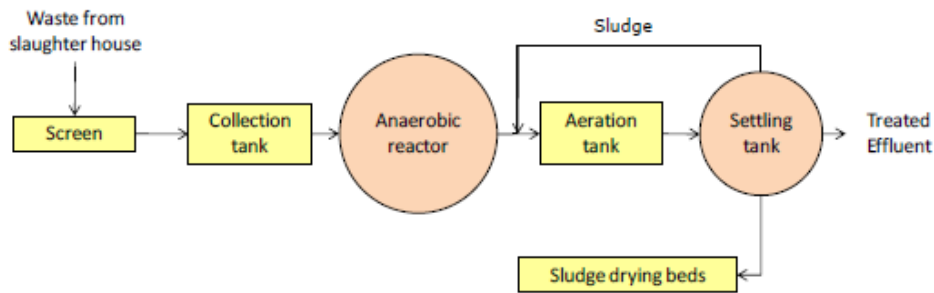 Waste from
slaughter house
Sludge
Screen
Collection
tank
Anaerobic
reactor
Aeration
tank
Settling
tank
Treated
Effluent
Sludge drying beds